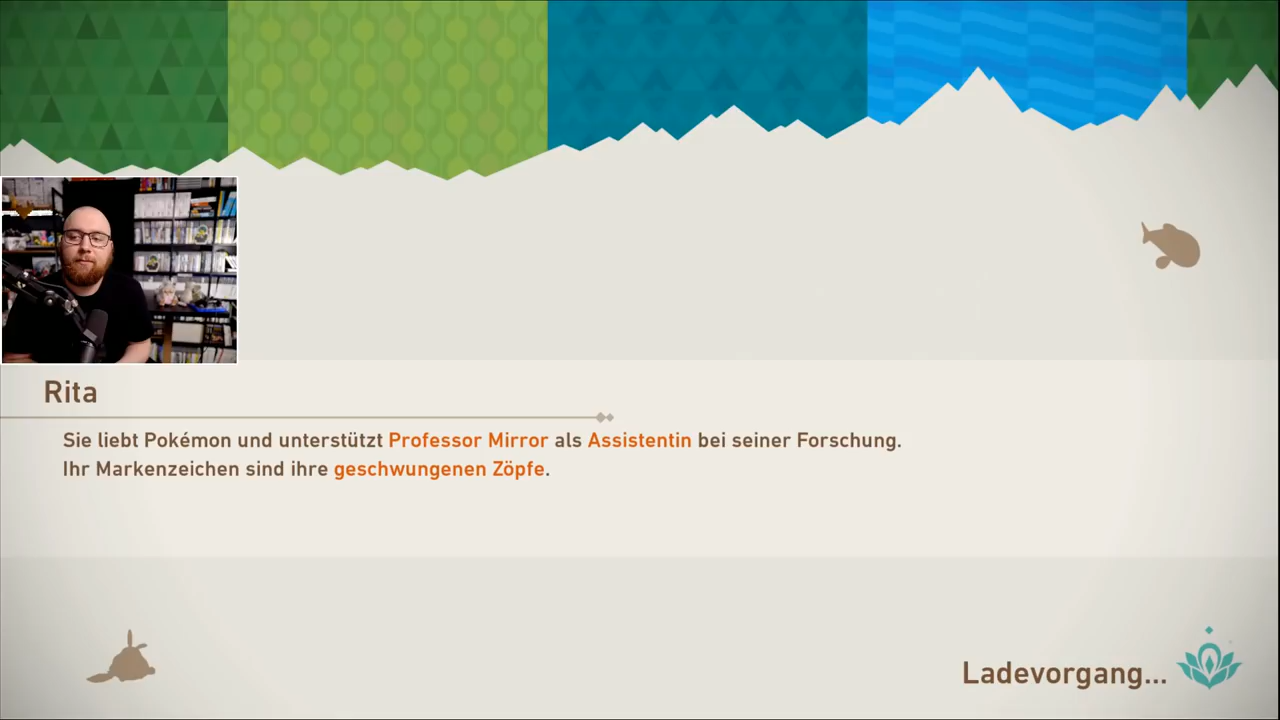 Rita
Sie liebt Pokémon und unterstützt Professor Mirror als Assistentin bei seiner Forschung.
Ihr Markenzeichen sind ihre geschwungenen Zöpfe.
Ladevorgang...